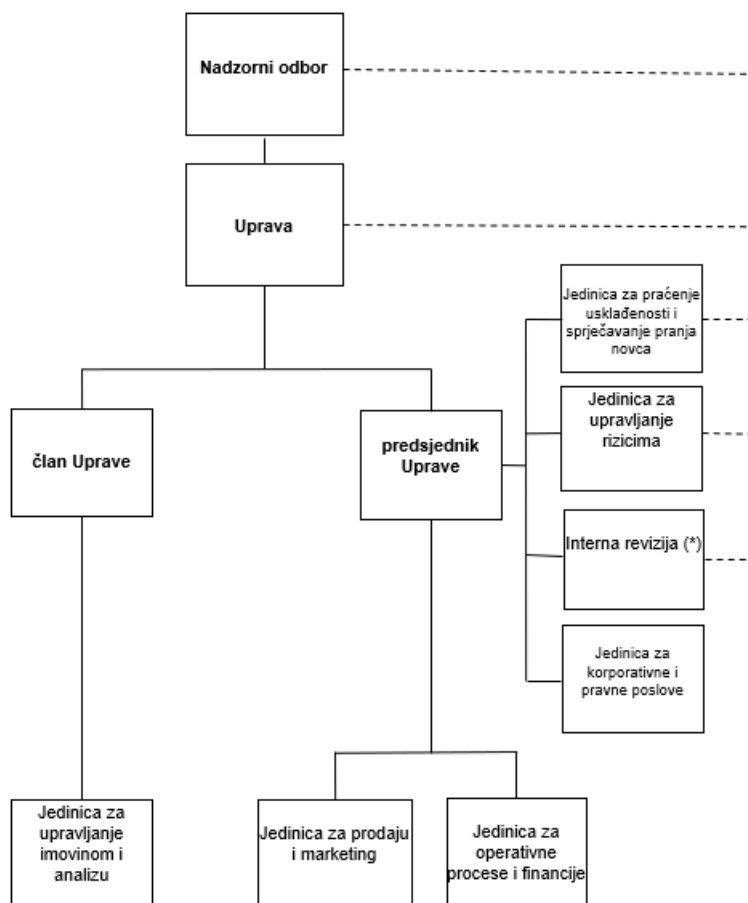 Nadzorni odbor
Uprava
Jedinica za praćenje
usklađenosti i
sprječavanje pranja
novca
Jedinica za
upravljanje
rizicima
član Uprave
predsjednik
Uprave
Interna revizija (*)
Jedinica za
korporativne i
pravne poslove
Jedinica za
upravljanje
imovinom i
analizu
Jedinica za prodaju
i marketing
Jedinica za
operativne
procese i financije